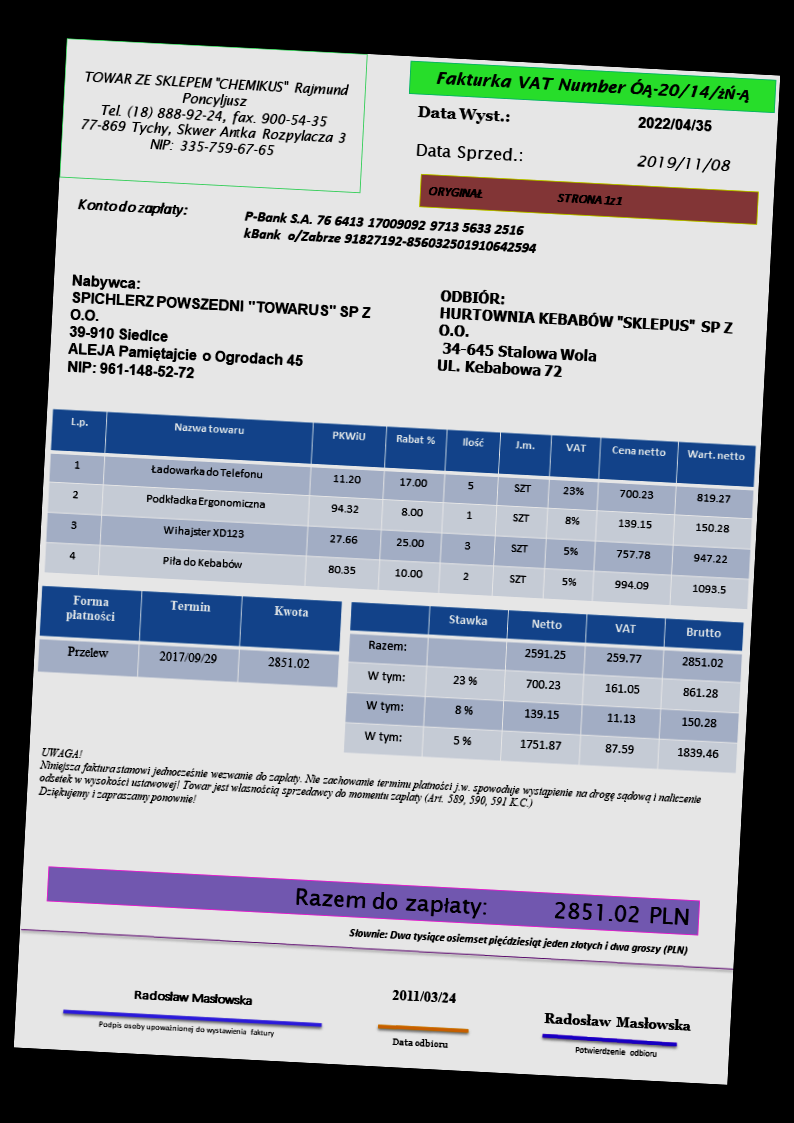 TOWAR ZE SKLEPEM "CHEMIKUS" Rajmund
Poncyljusz
Tel. (18) 888-92-24, fax. 900-54-35
77-869 Tychy, Skwer Antka Rozpylacza 3
NIP: 335-759-67-65
Fakturka VAT Number ÓĄ-20/14/żŃ-Ą
Data Wyst.: 2022/04/35
Data Sprzed.: 2019/11/08
ORYGINAŁ STRONA 1z1
Konto do zapłaty:
P-Bank S.A. 76 6413 17009092 9713 5633 2516
kBank o/Zabrze 91827192-856032501910642594
Nabywca:
SPICHLERZ POWSZEDNI "TOWARUS" SP Z
O.O.
39-910 Siedlce
ALEJA Pamiętajcie o Ogrodach 45
NIP: 961-148-52-72
ODBIÓR:
HURTOWNIA KEBABÓW "SKLEPUS" SP Z
O.O.
34-645 Stalowa Wola
UL. Kebabowa 72
L.p. Nazwa towaru PKWiU Rabat % Ilość J.m. VAT Cena netto Wart. netto
1 Ładowarka do Telefonu 11.20 17.00 5 SZT 23% 700.23 819.27
2 Podkładka Ergonomiczna 94.32 8.00 1 SZT 8% 139.15 150.28
3 Wihajster XD123 27.66 25.00 3 SZT 5% 757.78 947.22
4 Piła do Kebabów 80.35 10.00 2 SZT 5% 994.09 1093.5
Forma płatności Termin Kwota
Przelew 2017/09/29 2851.02
Stawka Netto VAT Brutto
Razem: 2591.25 259.77 2851.02
W tym: 23 % 700.23 161.05 861.28
W tym: 8 % 139.15 11.13 150.28
W tym: 5 % 1751.87 87.59 1839.46
UWAGA!
Niniejsza faktura stanowi jednocześnie wezwanie do zapłaty. Nie zachowanie terminu płatności j.w. spowoduje wystąpienie na drogę sądową i naliczenie
odsetek w wysokości ustawowej! Towar jest własnością sprzedawcy do momentu zapłaty (Art. 589, 590, 591 K.C.)
Dziękujemy i zapraszamy ponownie!
Razem do zapłaty: 2851.02 PLN
Słownie: Dwa tysiące osiemset pięćdziesiąt jeden złotych i dwa groszy (PLN)
Radosław Masłowska
Podpis osoby upoważnionej do wystawienia faktury
2011/03/24
Data odbioru
Radosław Masłowska
Potwierdzenie odbioru